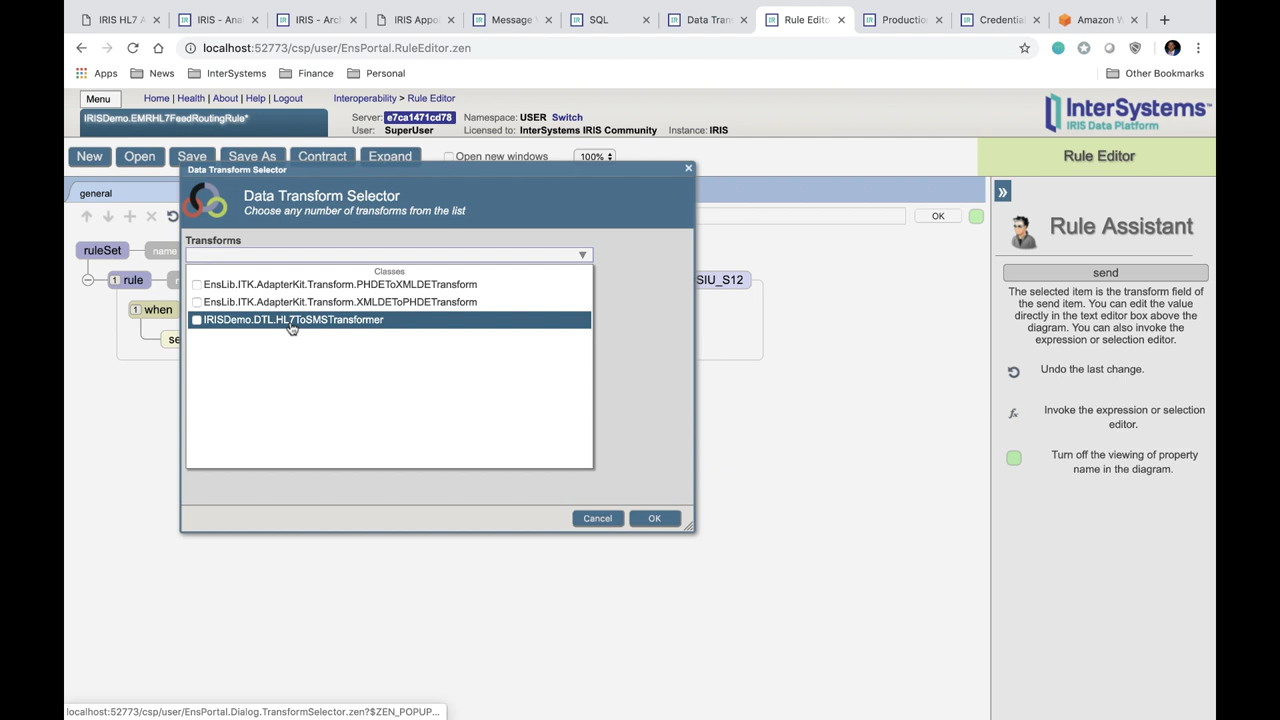 IRIS HL7 A
IRIS - Ana
IRIS - Arc
IRIS Appo
Message
SQL
Data Tran
Rule Edito
Production
Credentia
Amazon W
localhost:52773/csp/user/EnsPortal.RuleEditor.zen
Apps
News
InterSystems
Finance
Personal
Other Bookmarks
Menu
Home | Health | About | Help | Logout
Interoperability > Rule Editor
IRISDemo.EMRHL7FeedRoutingRule*
Server: e7ca1471cd78 Namespace: USER Switch
User: SuperUser Licensed to: InterSystems IRIS Community Instance: IRIS
InterSystems™
IRIS Data Platform
New
Open
Save
Save As
Contract
Expand
Open new windows
100%
Rule Editor
general
OK
ruleSet
name
1 rule
SIU_S12
1 when
se
Data Transform Selector
Data Transform Selector
Choose any number of transforms from the list
Transforms
Classes
EnsLib.ITK.AdapterKit.Transform.PHDEToXMLDETransform
EnsLib.ITK.AdapterKit.Transform.XMLDEToPHDETransform
IRISDemo.DTL.HL7ToSMSTransformer
Cancel
OK
Rule Assistant
send
The selected item is the transform field of
the send item. You can edit the value
directly in the text editor box above the
diagram. You can also invoke the
expression or selection editor.
Undo the last change.
fx
Invoke the expression or selection
editor.
Turn off the viewing of property
name in the diagram.
localhost:52773/csp/user/EnsPortal.Dialog.TransformSelector.zen?$ZEN_POPUP...